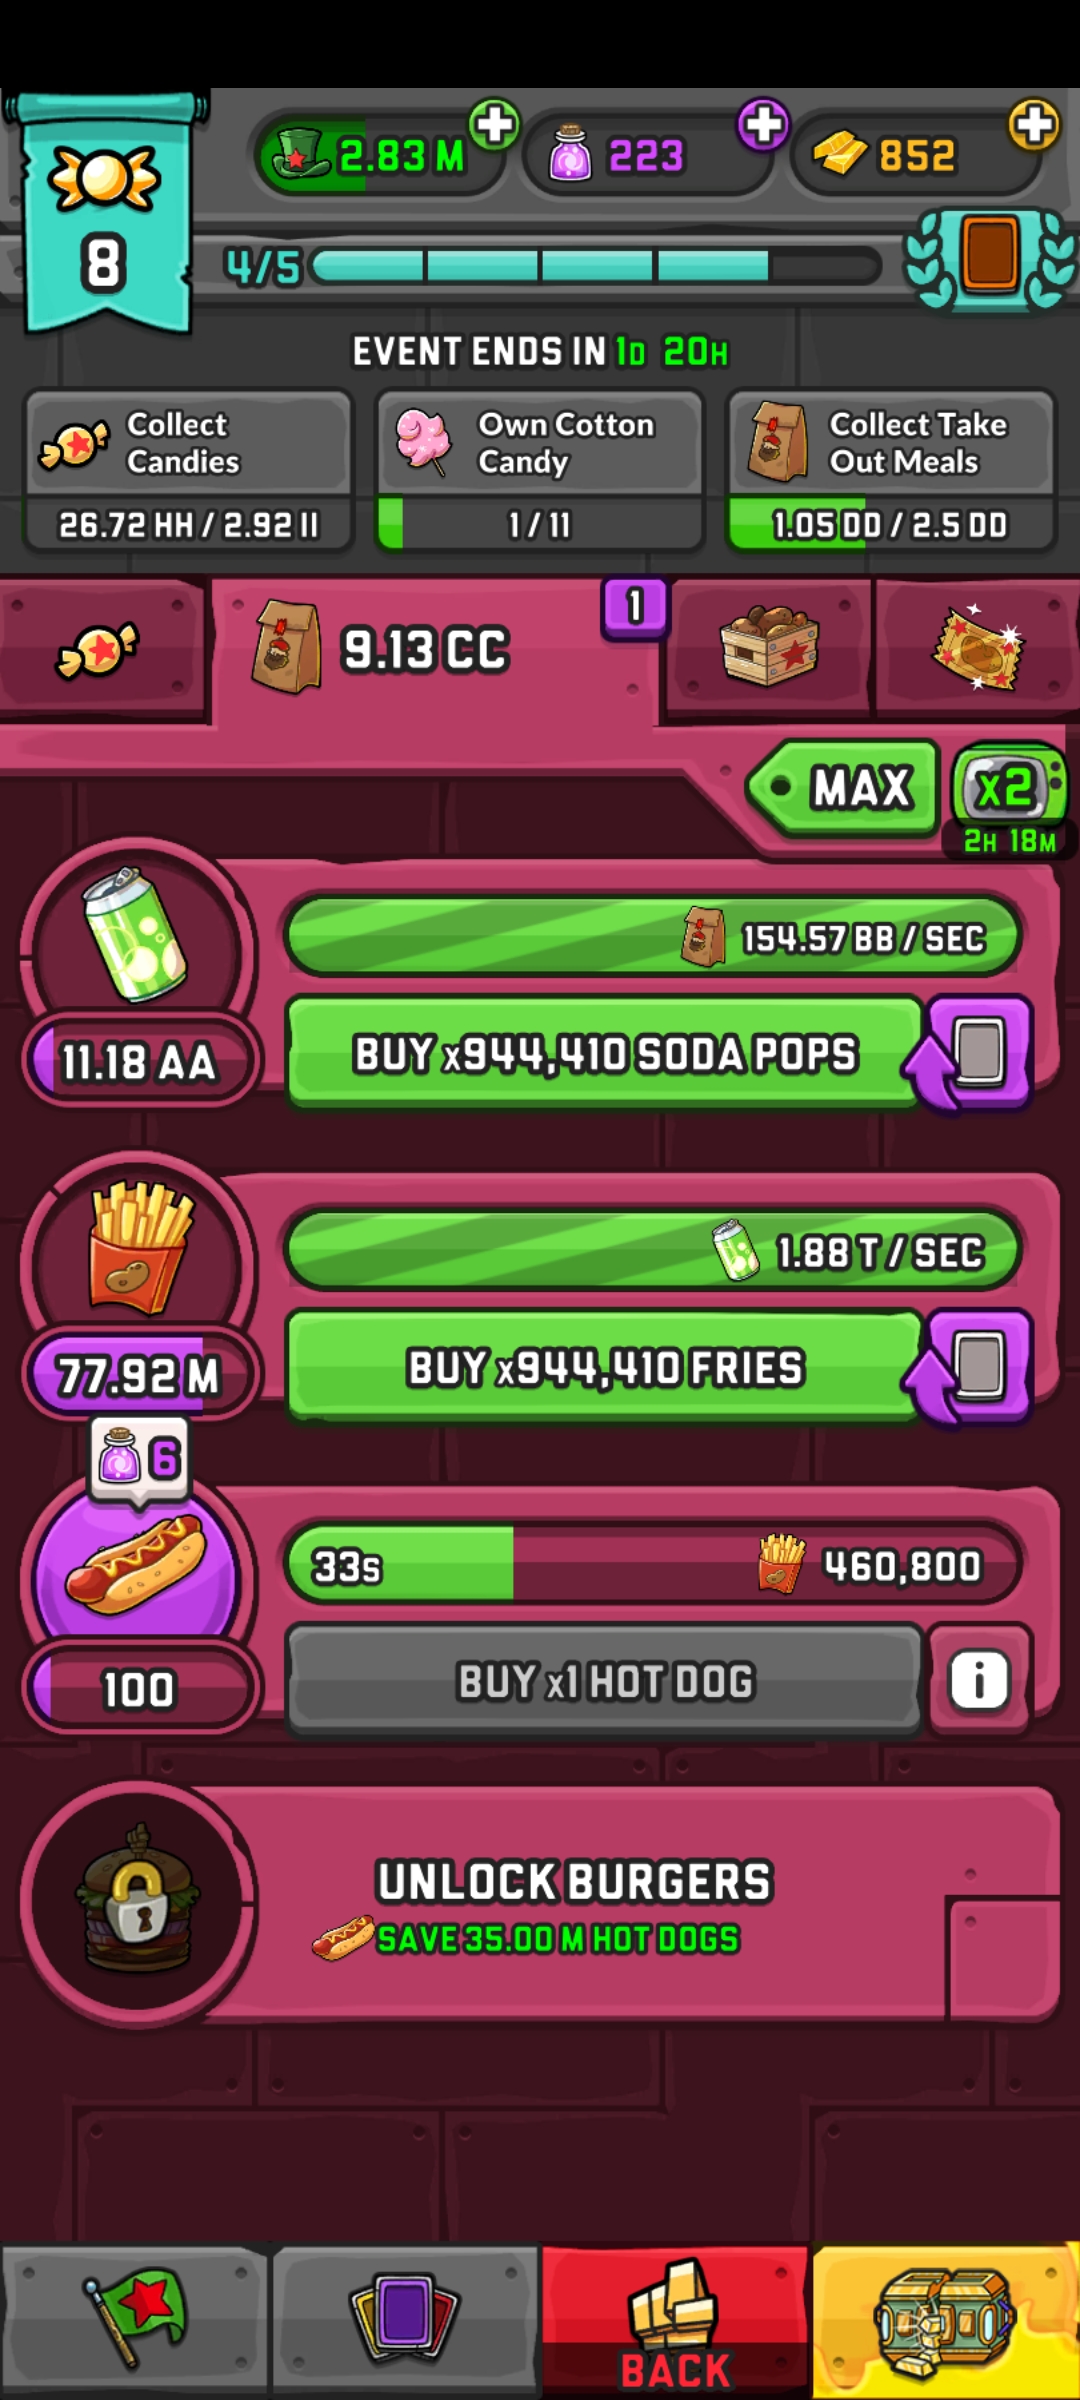 2.83 M
223
852
8
4/5
EVENT ENDS IN 1D 20H
Collect
Candies
26.72 HH / 2.92 II
Own Cotton
Candy
1 / 11
Collect Take
Out Meals
1.05 DD / 2.5 DD
9.13 CC
1
MAX
x2
2H 18M
154.57 BB / SEC
11.18 AA
BUY x944,410 SODA POPS
1.88 T / SEC
77.92 M
BUY x944,410 FRIES
6
33s
460,800
100
BUY x1 HOT DOG
i
UNLOCK BURGERS
SAVE 35.00 M HOT DOGS
BACK